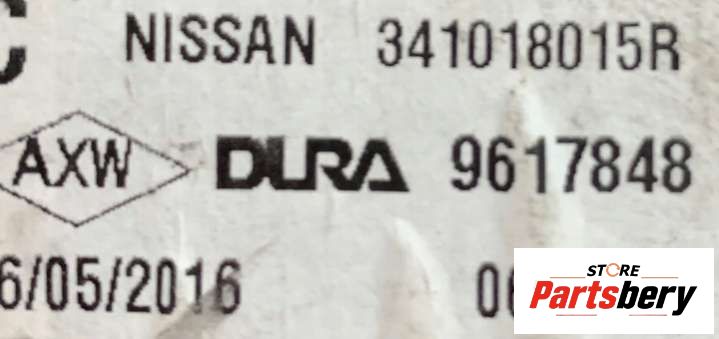 NISSAN 341018015R
AXW DURA 9617848
6/05/2016
STORE
Partsbery